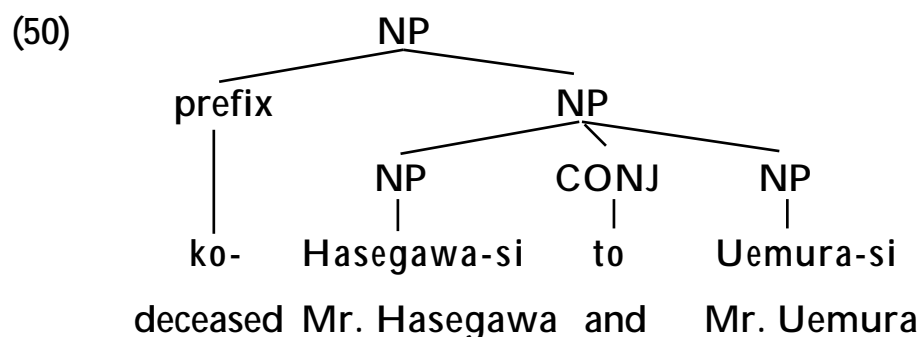 (50) NP
prefix NP
NP CONJ NP
ko- Hasegawa-si to Uemura-si
deceased Mr. Hasegawa and Mr. Uemura